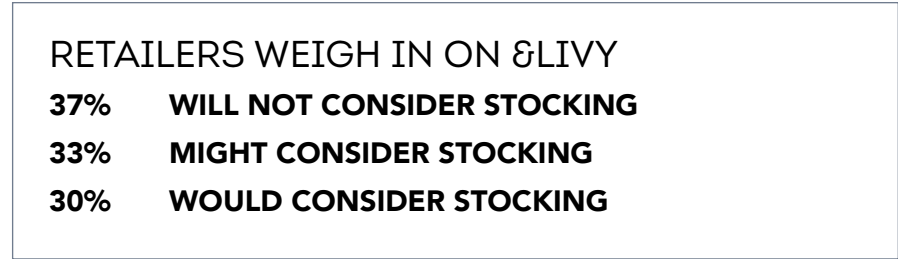 RETAILERS WEIGH IN ON &LIVY
37% WILL NOT CONSIDER STOCKING
33% MIGHT CONSIDER STOCKING
30% WOULD CONSIDER STOCKING